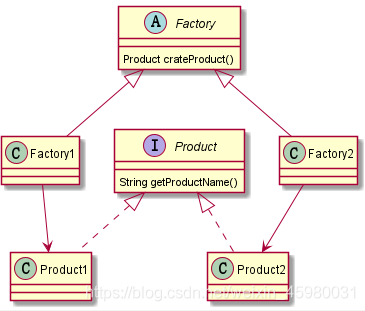 A Factory
Product crateProduct()
C Factory1
I Product
String getProductName()
C Factory2
C Product1
C Product2
https://blog.csdn.net/weixin_45980031